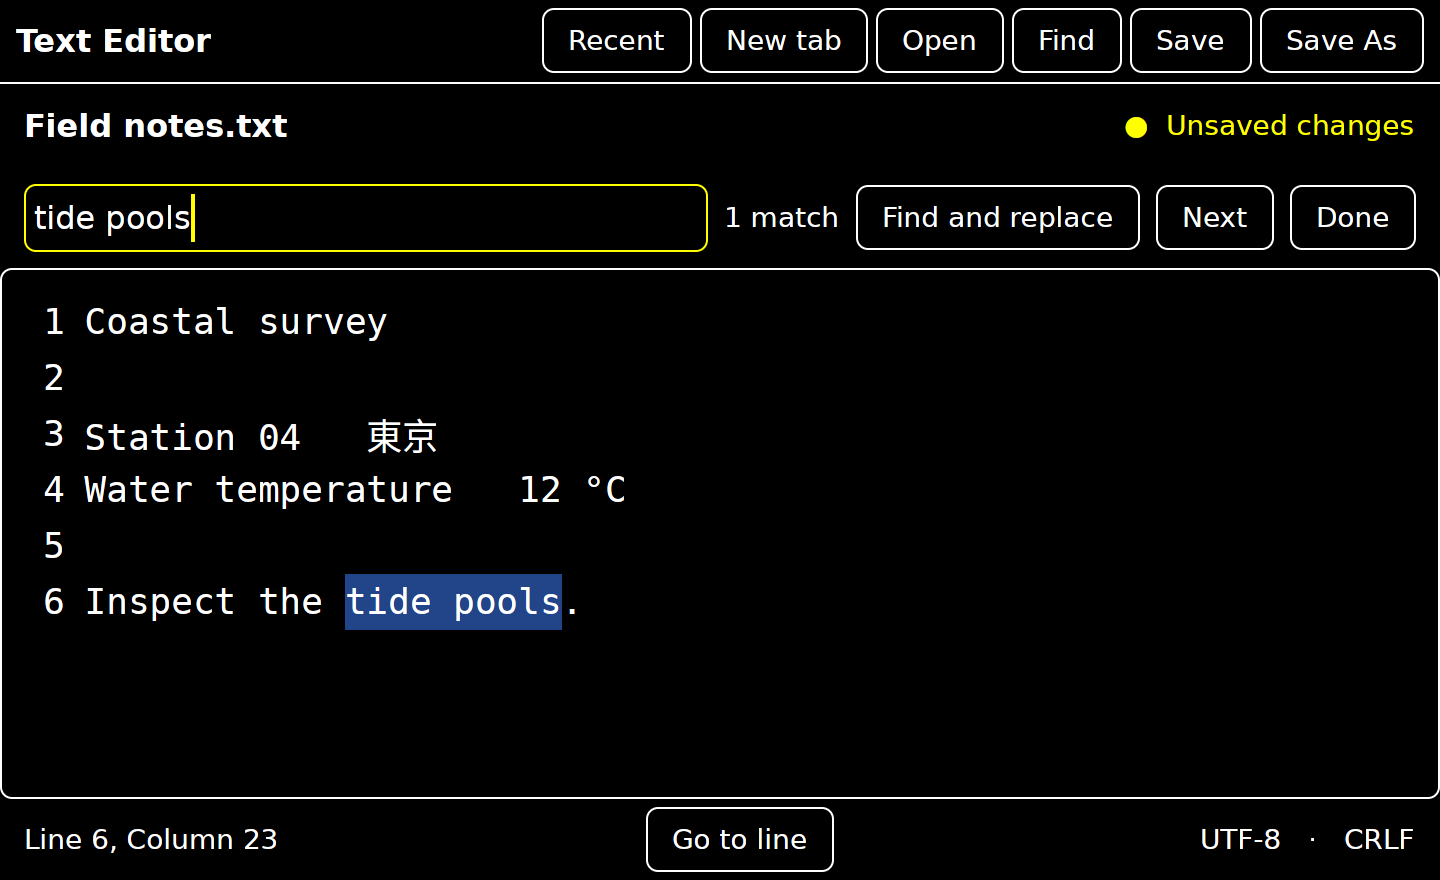 Text Editor Recent New tab Open Find Save Save As
Field notes.txt Unsaved changes
tide pools 1 match Find and replace Next Done
1 Coastal survey
2
3 Station 04   東京
4 Water temperature   12 °C
5
6 Inspect the tide pools.
Line 6, Column 23 Go to line UTF-8 · CRLF